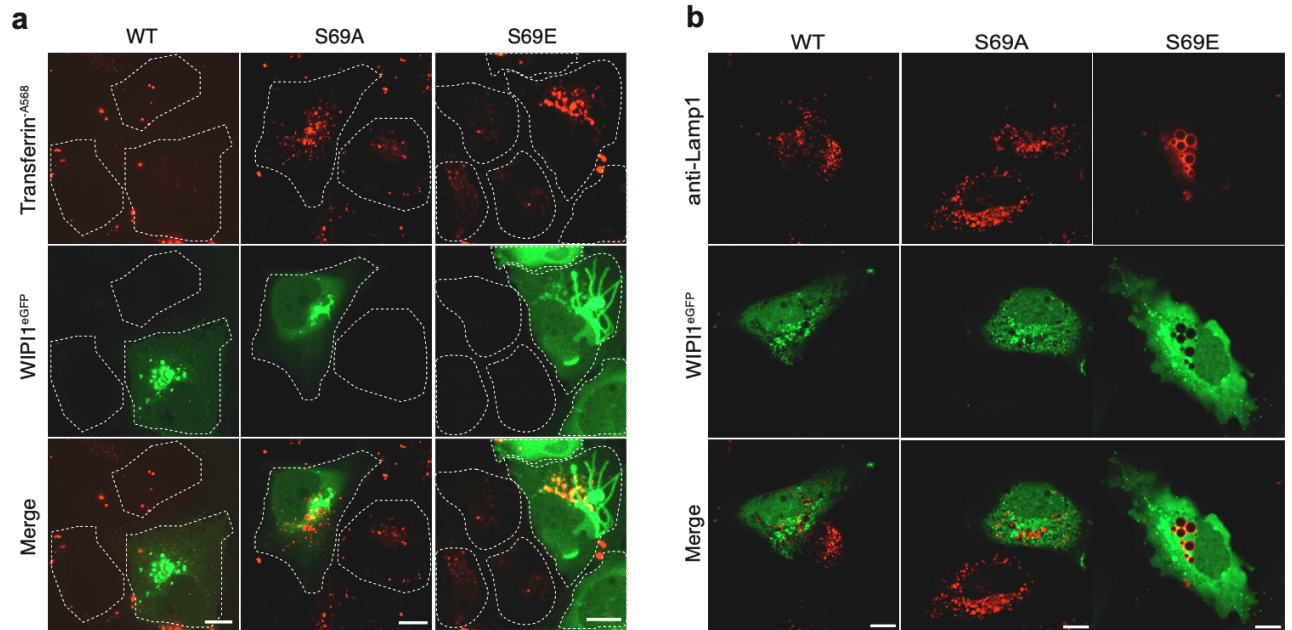 a
WT S69A S69E
Transferrin-A568
WIPI1eGFP
Merge
b
WT S69A S69E
anti-Lamp1
WIPI1eGFP
Merge